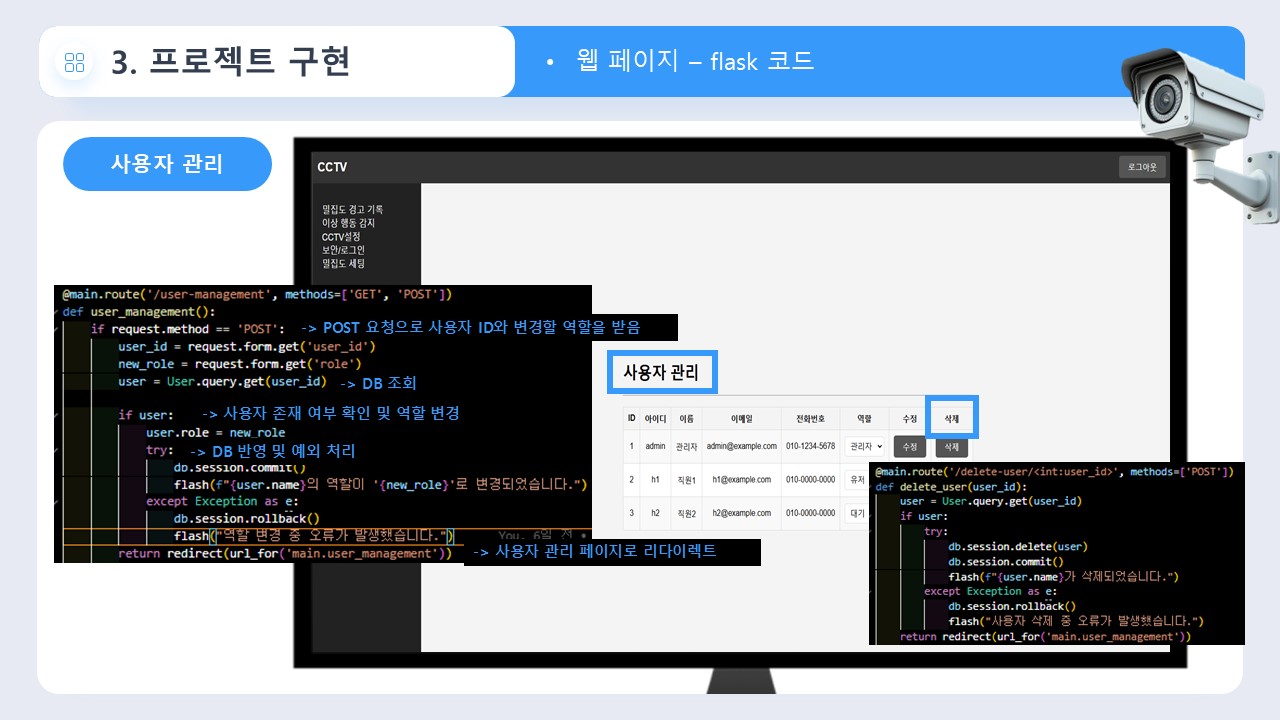 3. 프로젝트 구현
• 웹 페이지 – flask 코드
사용자 관리
CCTV
로그아웃
밀집도 경고 기록
이상 행동 감지
CCTV설정
보안/로그인
밀집도 세팅
@main.route('/user-management', methods=['GET', 'POST'])
def user_management():
if request.method == 'POST': -> POST 요청으로 사용자 ID와 변경할 역할을 받음
user_id = request.form.get('user_id')
new_role = request.form.get('role')
user = User.query.get(user_id) -> DB 조회
if user: -> 사용자 존재 여부 확인 및 역할 변경
user.role = new_role
try: -> DB 반영 및 예외 처리
db.session.commit()
flash(f"{user.name}의 역할이 '{new_role}'로 변경되었습니다.")
except Exception as e:
db.session.rollback()
flash("역할 변경 중 오류가 발생했습니다.") You, 6일 전 •
return redirect(url_for('main.user_management')) -> 사용자 관리 페이지로 리다이렉트
사용자 관리
ID 아이디 이름 이메일 전화번호 역할 수정 삭제
1 admin 관리자 admin@example.com 010-1234-5678 관리자 수정 삭제
2 h1 직원1 h1@example.com 010-0000-0000 유저
3 h2 직원2 h2@example.com 010-0000-0000 대기
@main.route('/delete-user/<int:user_id>', methods=['POST'])
def delete_user(user_id):
user = User.query.get(user_id)
if user:
try:
db.session.delete(user)
db.session.commit()
flash(f"{user.name}가 삭제되었습니다.")
except Exception as e:
db.session.rollback()
flash("사용자 삭제 중 오류가 발생했습니다.")
return redirect(url_for('main.user_management'))